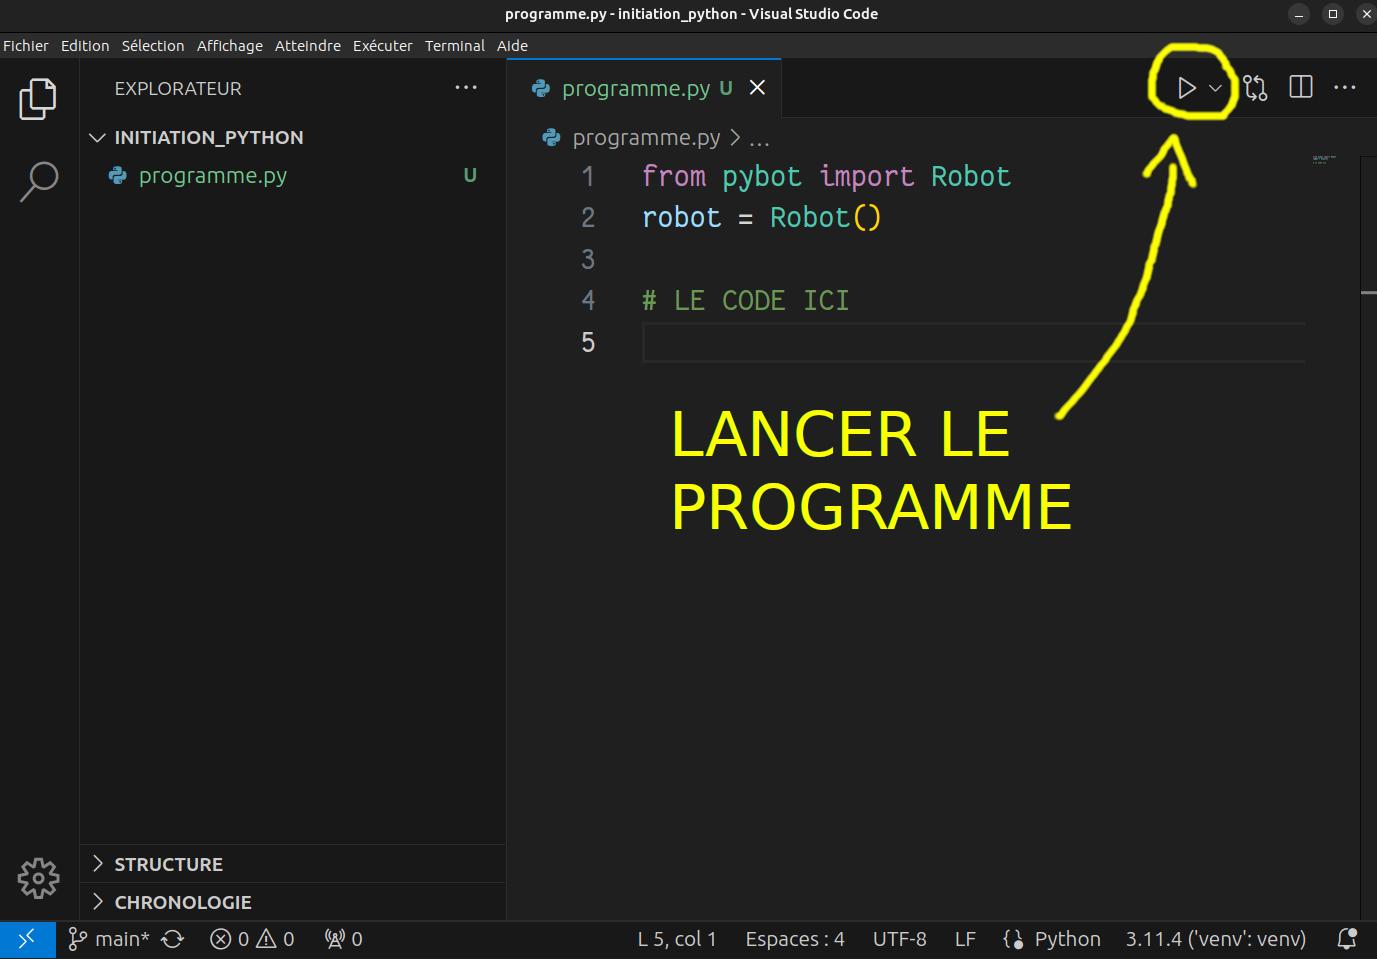 programme.py - initiation_python - Visual Studio Code
Fichier Edition Sélection Affichage Atteindre Exécuter Terminal Aide
EXPLORATEUR
INITIATION_PYTHON
programme.py U
programme.py U
programme.py > ...
1 from pybot import Robot
2 robot = Robot()
3
4 # LE CODE ICI
5
LANCER LE
PROGRAMME
STRUCTURE
CHRONOLOGIE
main* 0 0 0 L 5, col 1 Espaces : 4 UTF-8 LF Python 3.11.4 ('venv': venv)